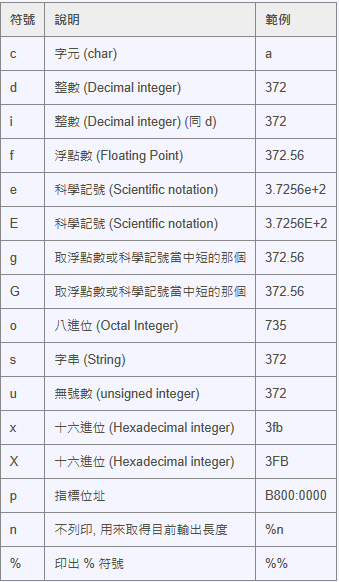 符號 說明 範例
c 字元 (char) a
d 整數 (Decimal integer) 372
i 整數 (Decimal integer) (同 d) 372
f 浮點數 (Floating Point) 372.56
e 科學記號 (Scientific notation) 3.7256e+2
E 科學記號 (Scientific notation) 3.7256E+2
g 取浮點數或科學記號當中短的那個 372.56
G 取浮點數或科學記號當中短的那個 372.56
o 八進位 (Octal Integer) 735
s 字串 (String) 372
u 無號數 (unsigned integer) 372
x 十六進位 (Hexadecimal integer) 3fb
X 十六進位 (Hexadecimal integer) 3FB
p 指標位址 B800:0000
n 不列印, 用來取得目前輸出長度 %n
% 印出 % 符號 %%